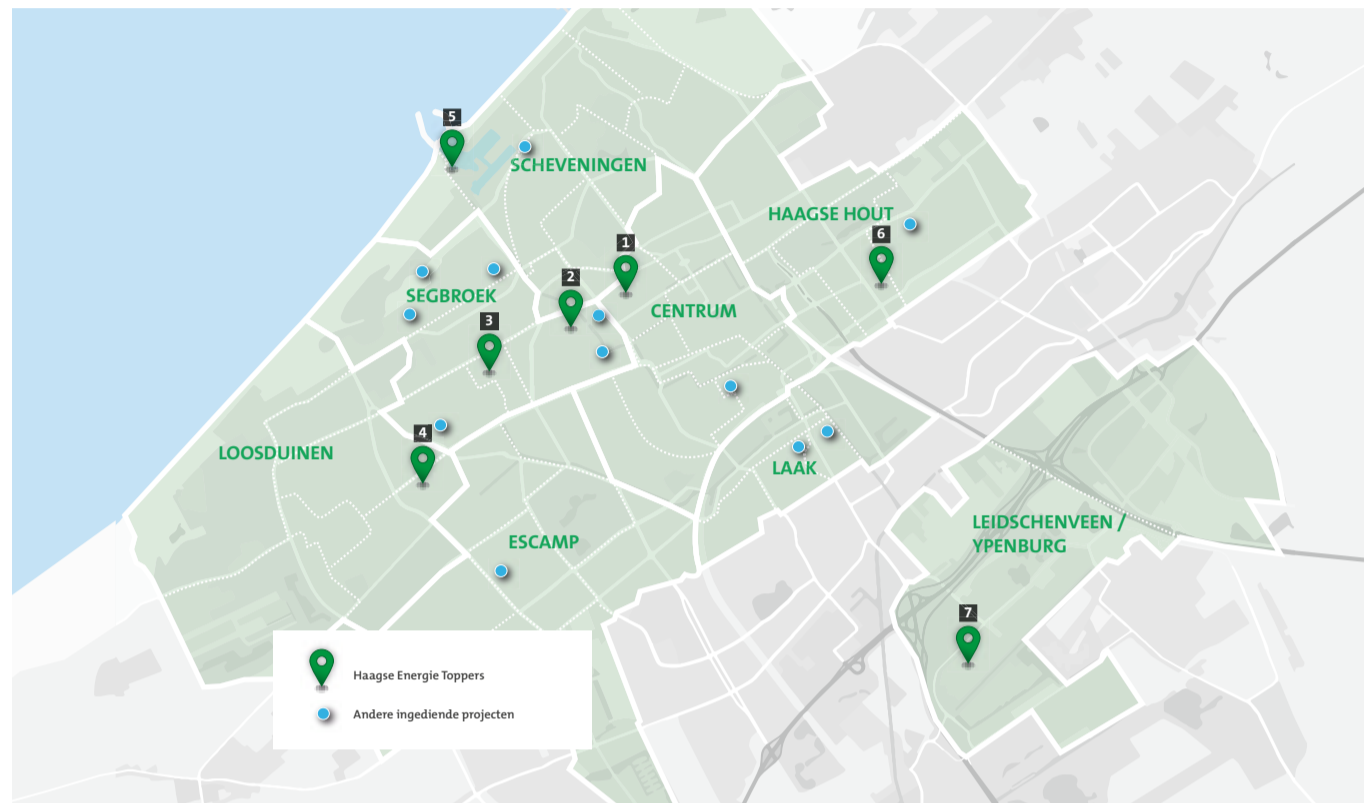 5
SCHEVENINGEN
HAAGSE HOUT
6
1
2
SEGBROEK
CENTRUM
3
4
LOOSDUINEN
LAAK
LEIDSCHENVEEN /
YPENBURG
ESCAMP
7
Haagse Energie Toppers
Andere ingediende projecten